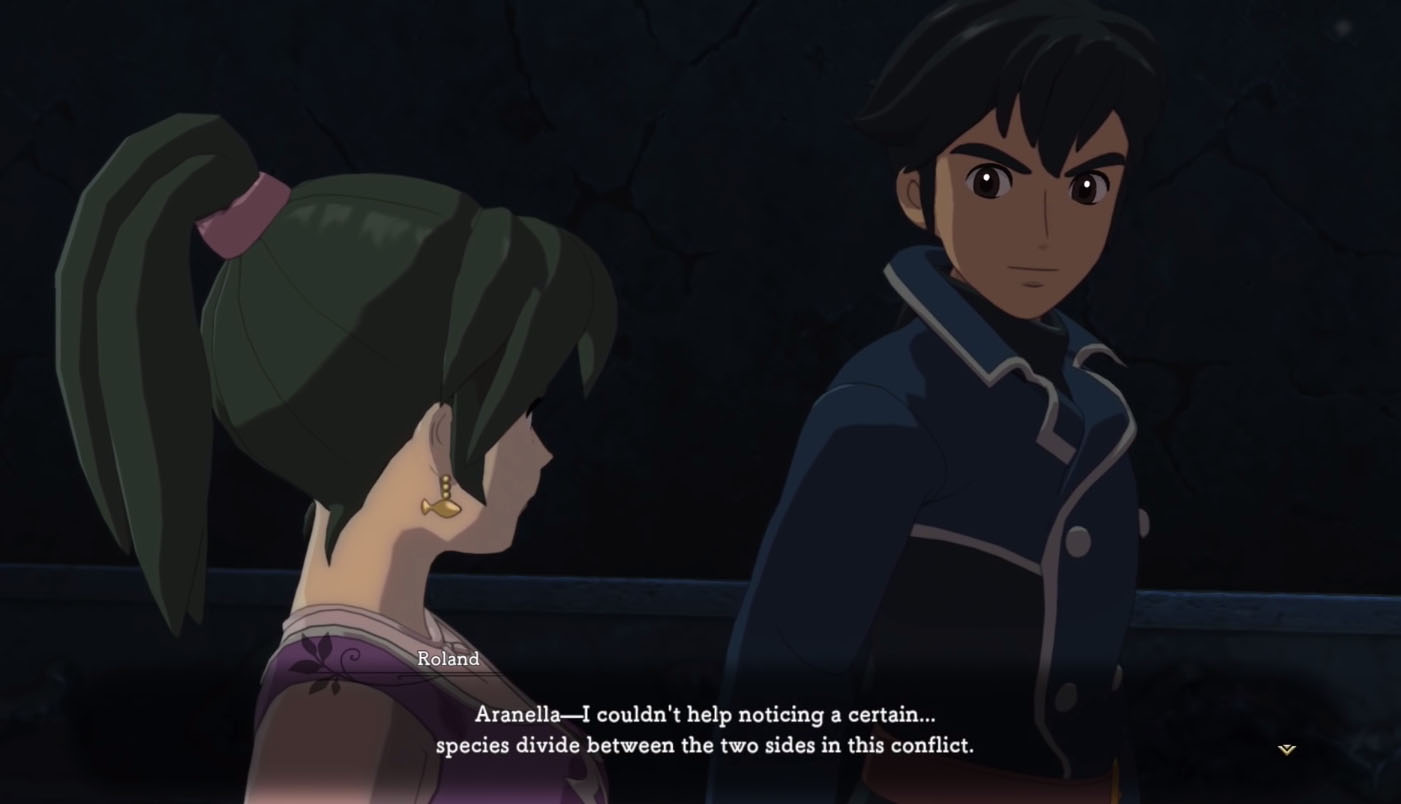 Roland
Aranella—I couldn't help noticing a certain...
species divide between the two sides in this conflict.